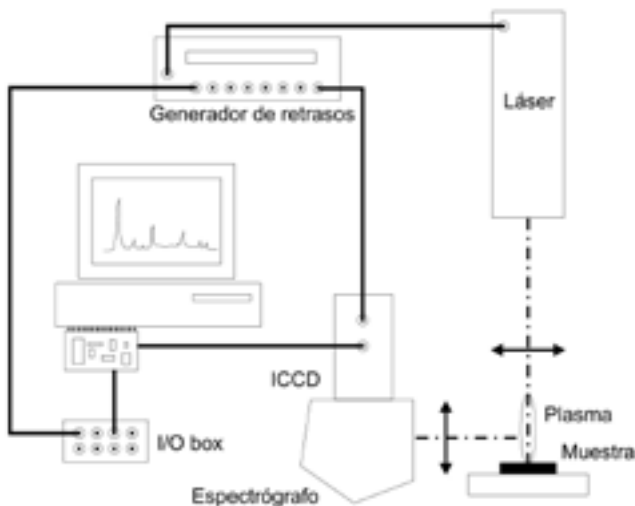 Generador de retrasos
Láser
ICCD
Plasma
I/O box
Muestra
Espectrógrafo